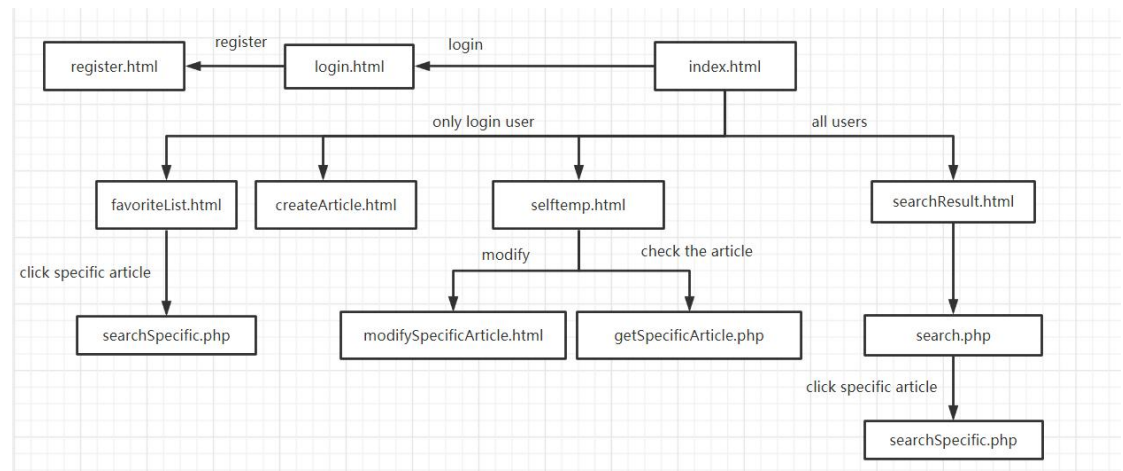 register
login
register.html
login.html
index.html
only login user
all users
favoriteList.html
createArticle.html
selftemp.html
searchResult.html
click specific article
modify
check the article
searchSpecific.php
modifySpecificArticle.html
getSpecificArticle.php
search.php
click specific article
searchSpecific.php